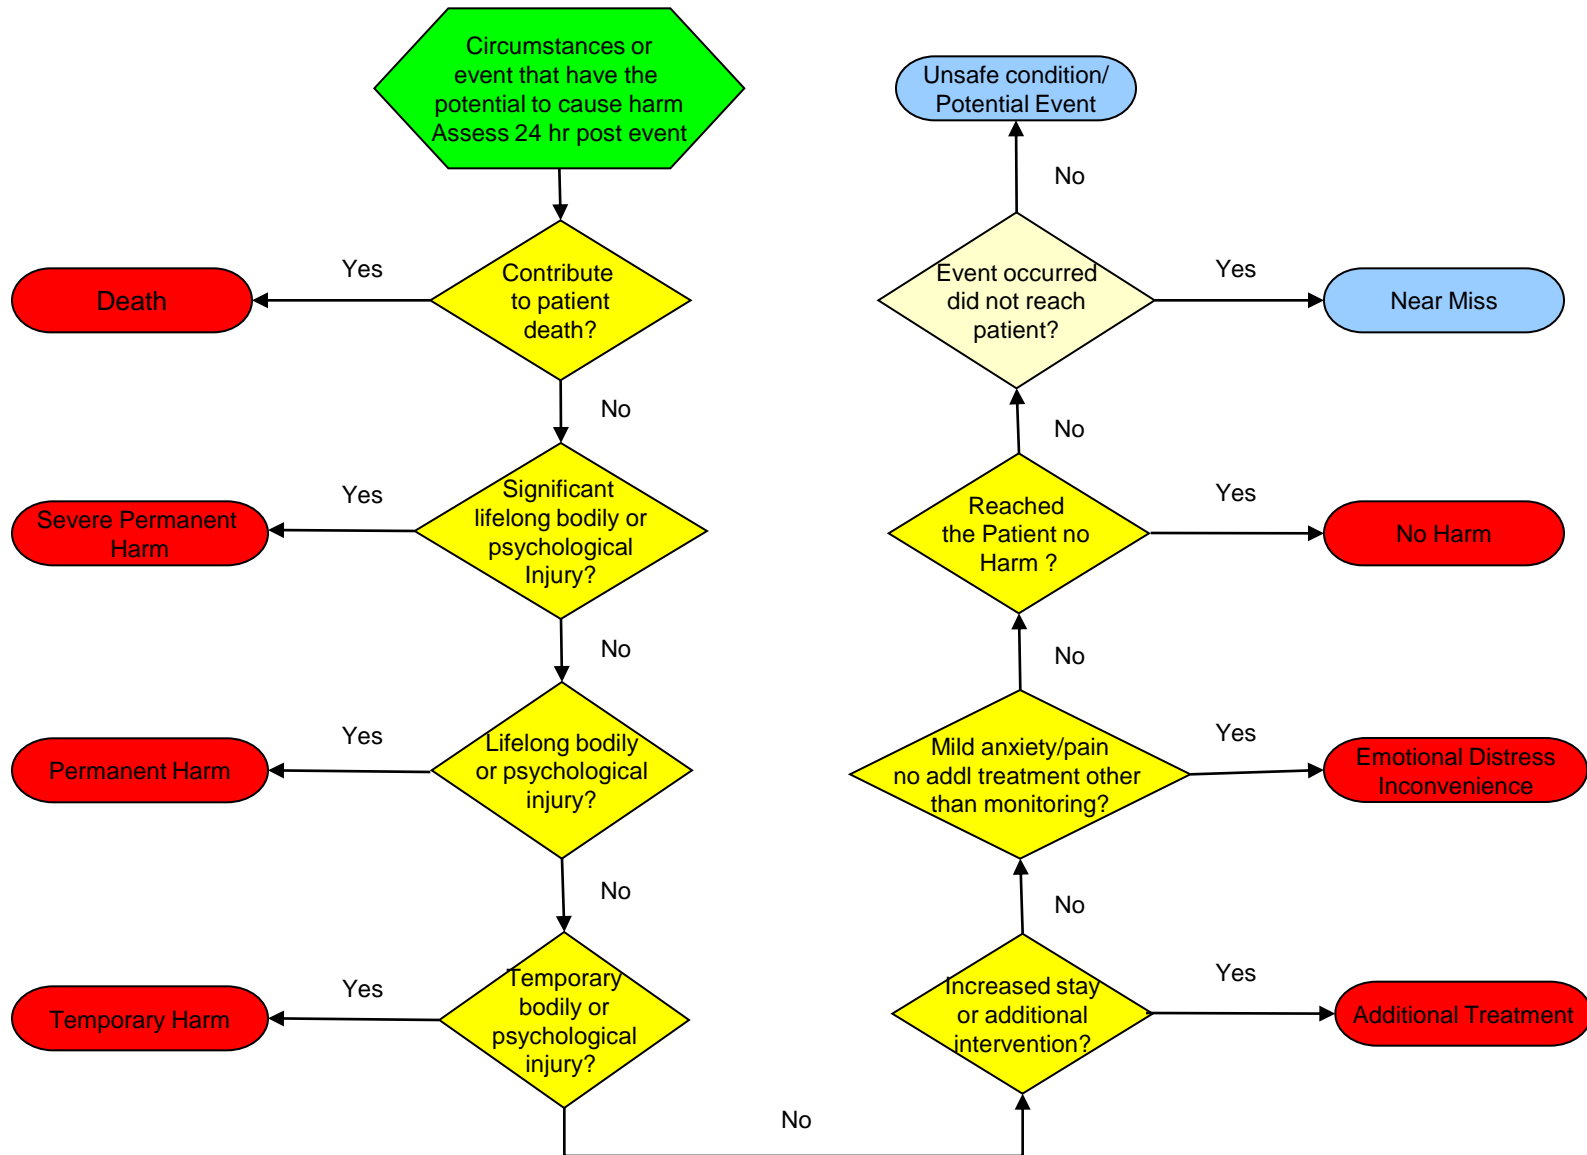 Circumstances or
event that have the
potential to cause harm
Assess 24 hr post event
Yes
Contribute
to patient
death?
Death
No
Yes
Significant
lifelong bodily or
psychological
Injury?
Severe Permanent
Harm
No
Yes
Lifelong bodily
or psychological
injury?
Permanent Harm
No
Yes
Temporary
bodily or
psychological
injury?
Temporary Harm
No
Increased stay
or additional
intervention?
Yes
Additional Treatment
No
Mild anxiety/pain
no addl treatment other
than monitoring?
Yes
Emotional Distress
Inconvenience
No
Reached
the Patient no
Harm ?
Yes
No Harm
No
Event occurred
did not reach
patient?
Yes
Near Miss
No
Unsafe condition/
Potential Event